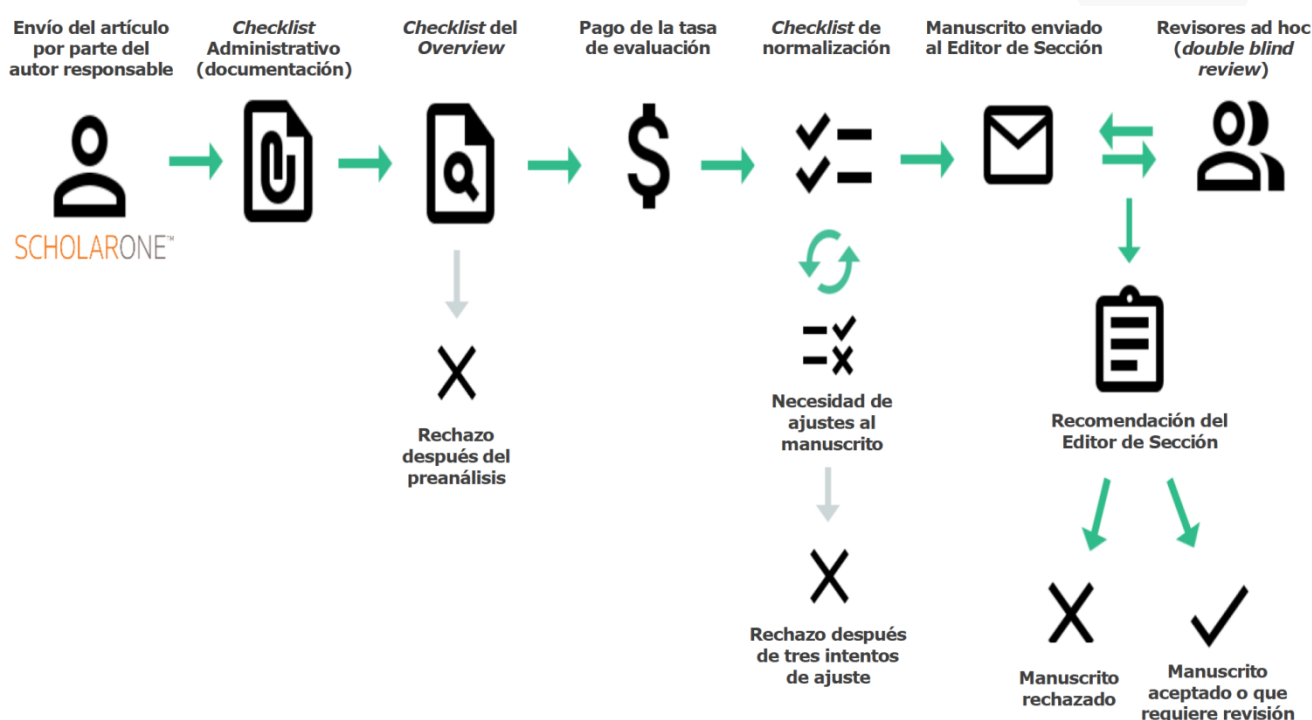 Envío del artículo
por parte del
autor responsable
Checklist
Administrativo
(documentación)
Checklist del
Overview
Pago de la tasa
de evaluación
Checklist de
normalización
Manuscrito enviado
al Editor de Sección
Revisores ad hoc
(double blind
review)
SCHOLARONE™
Rechazo
después del
preanálisis
Necesidad de
ajustes al
manuscrito
Rechazo después
de tres intentos
de ajuste
Recomendación del
Editor de Sección
Manuscrito
rechazado
Manuscrito
aceptado o que
requiere revisión